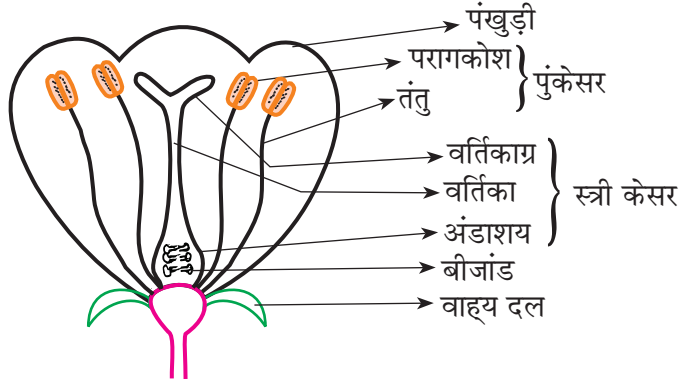 पंखुड़ी
परागकोश
पुंकेसर
तंतु
वर्तिकाग्र
वर्तिका
स्त्री केसर
अंडाशय
बीजांड
वाह्य दल